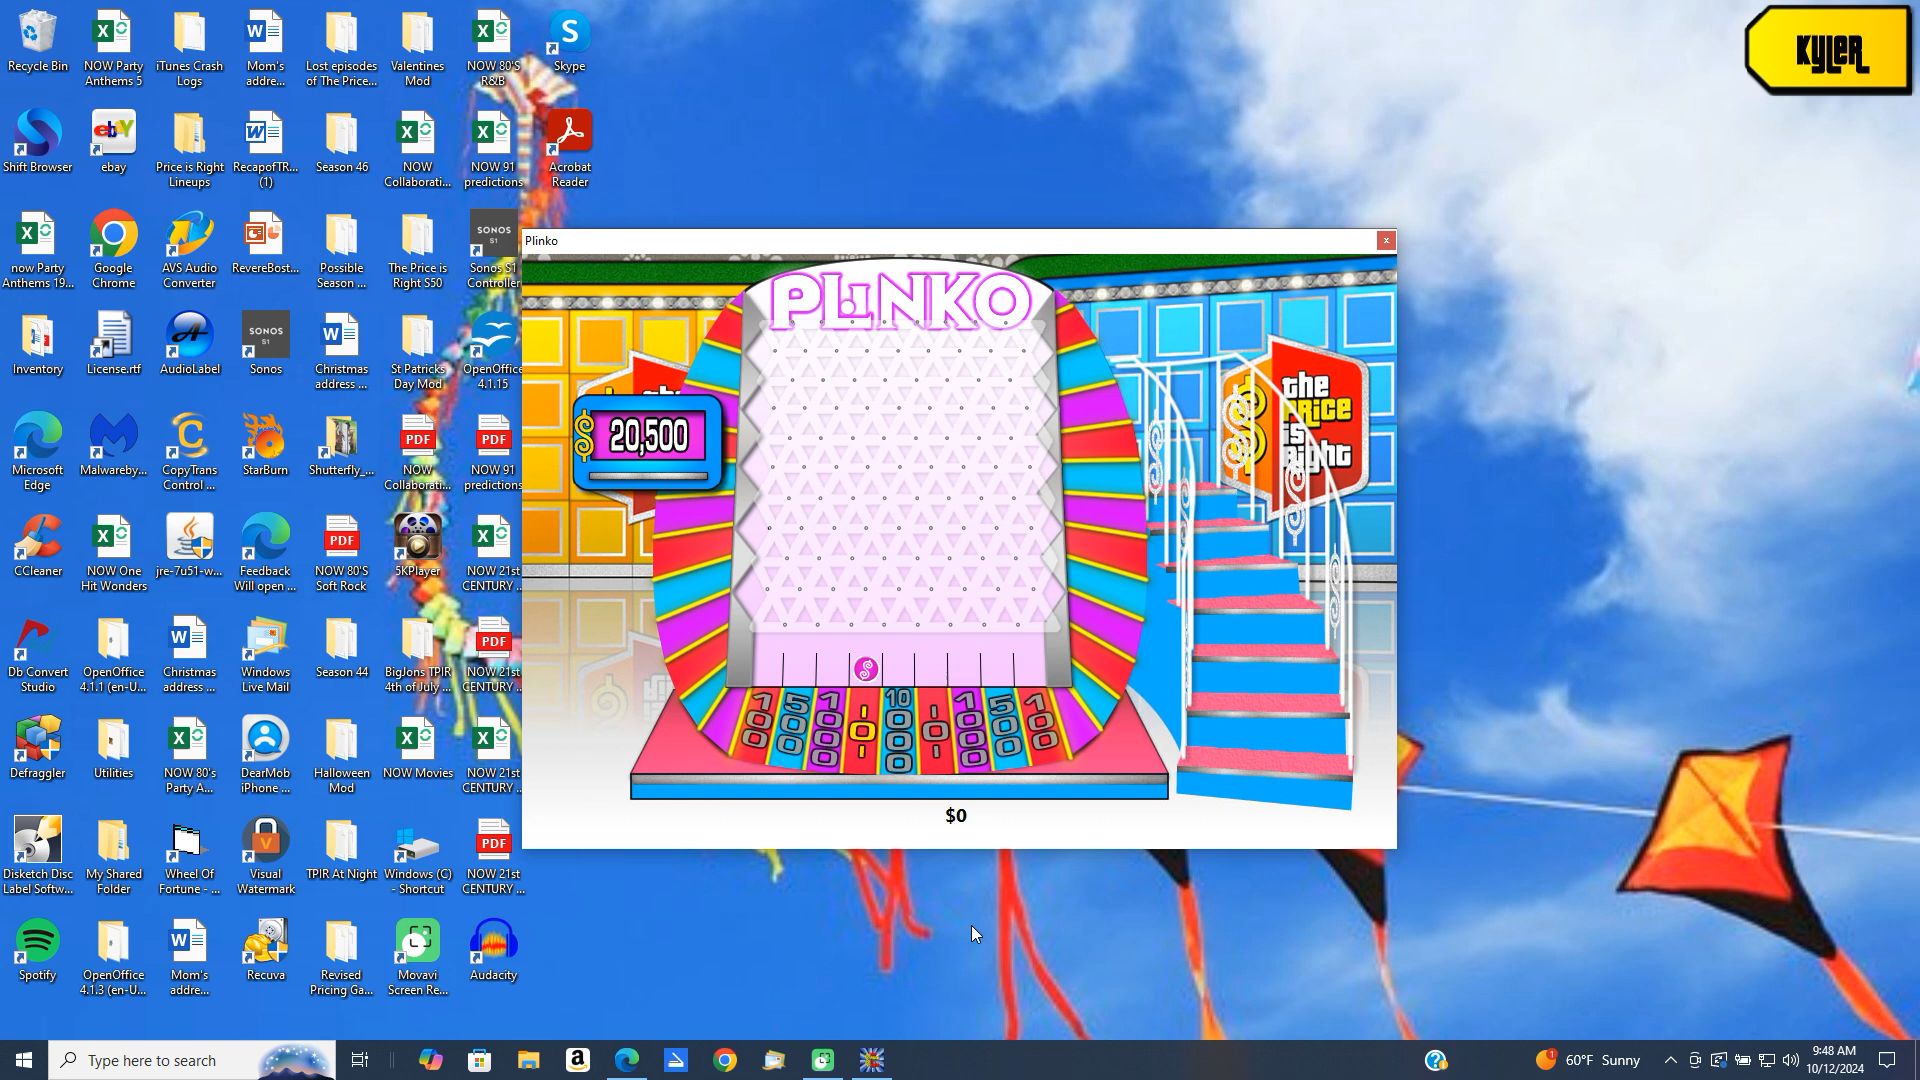 Recycle Bin
NOW Party
Anthems 5
iTunes Crash
Logs
Mom's
addre...
Lost episodes
of The Price...
Valentines
Mod
NOW 80'S
R&B
Skype
KYLER
Shift Browser
ebay
Price is Right
Lineups
RecapofTR...
(1)
Season 46
NOW
Collaborati...
NOW 91
predictions
Acrobat
Reader
now Party
Anthems 19...
Google
Chrome
AVS Audio
Converter
RevereBost...
Possible
Season ...
The Price is
Right S50
SONOS
S1
Sonos S1
Controller
Plinko
x
PLINKO
Inventory
License.rtf
AudioLabel
SONOS
S1
Sonos
Christmas
address ...
St Patricks
Day Mod
OpenOffice
4.1.15
$ 20,500
the
PRICE
is
Right
Microsoft
Edge
Malwareby...
CopyTrans
Control ...
StarBurn
Shutterfly_...
PDF
NOW
Collaborati...
PDF
NOW 91
predictions
CCleaner
NOW One
Hit Wonders
jre-7u51-w...
Feedback
Will open ...
PDF
NOW 80'S
Soft Rock
5KPlayer
NOW 21st
CENTURY ...
Db Convert
Studio
OpenOffice
4.1.1 (en-U...
Christmas
address ...
Windows
Live Mail
Season 44
BigJons TPIR
4th of July ...
PDF
NOW 21st
CENTURY ...
100 500 1000 0 10000 0 1000 500 100
$0
Defraggler
Utilities
NOW 80's
Party A...
DearMob
iPhone ...
Halloween
Mod
NOW Movies
NOW 21st
CENTURY ...
Disketch Disc
Label Softw...
My Shared
Folder
Wheel Of
Fortune - ...
Visual
Watermark
TPIR At Night
Windows (C)
- Shortcut
PDF
NOW 21st
CENTURY ...
Spotify
OpenOffice
4.1.3 (en-U...
Mom's
addre...
Recuva
Revised
Pricing Ga...
Movavi
Screen Re...
Audacity
Type here to search
1
60°F Sunny
9:48 AM
10/12/2024